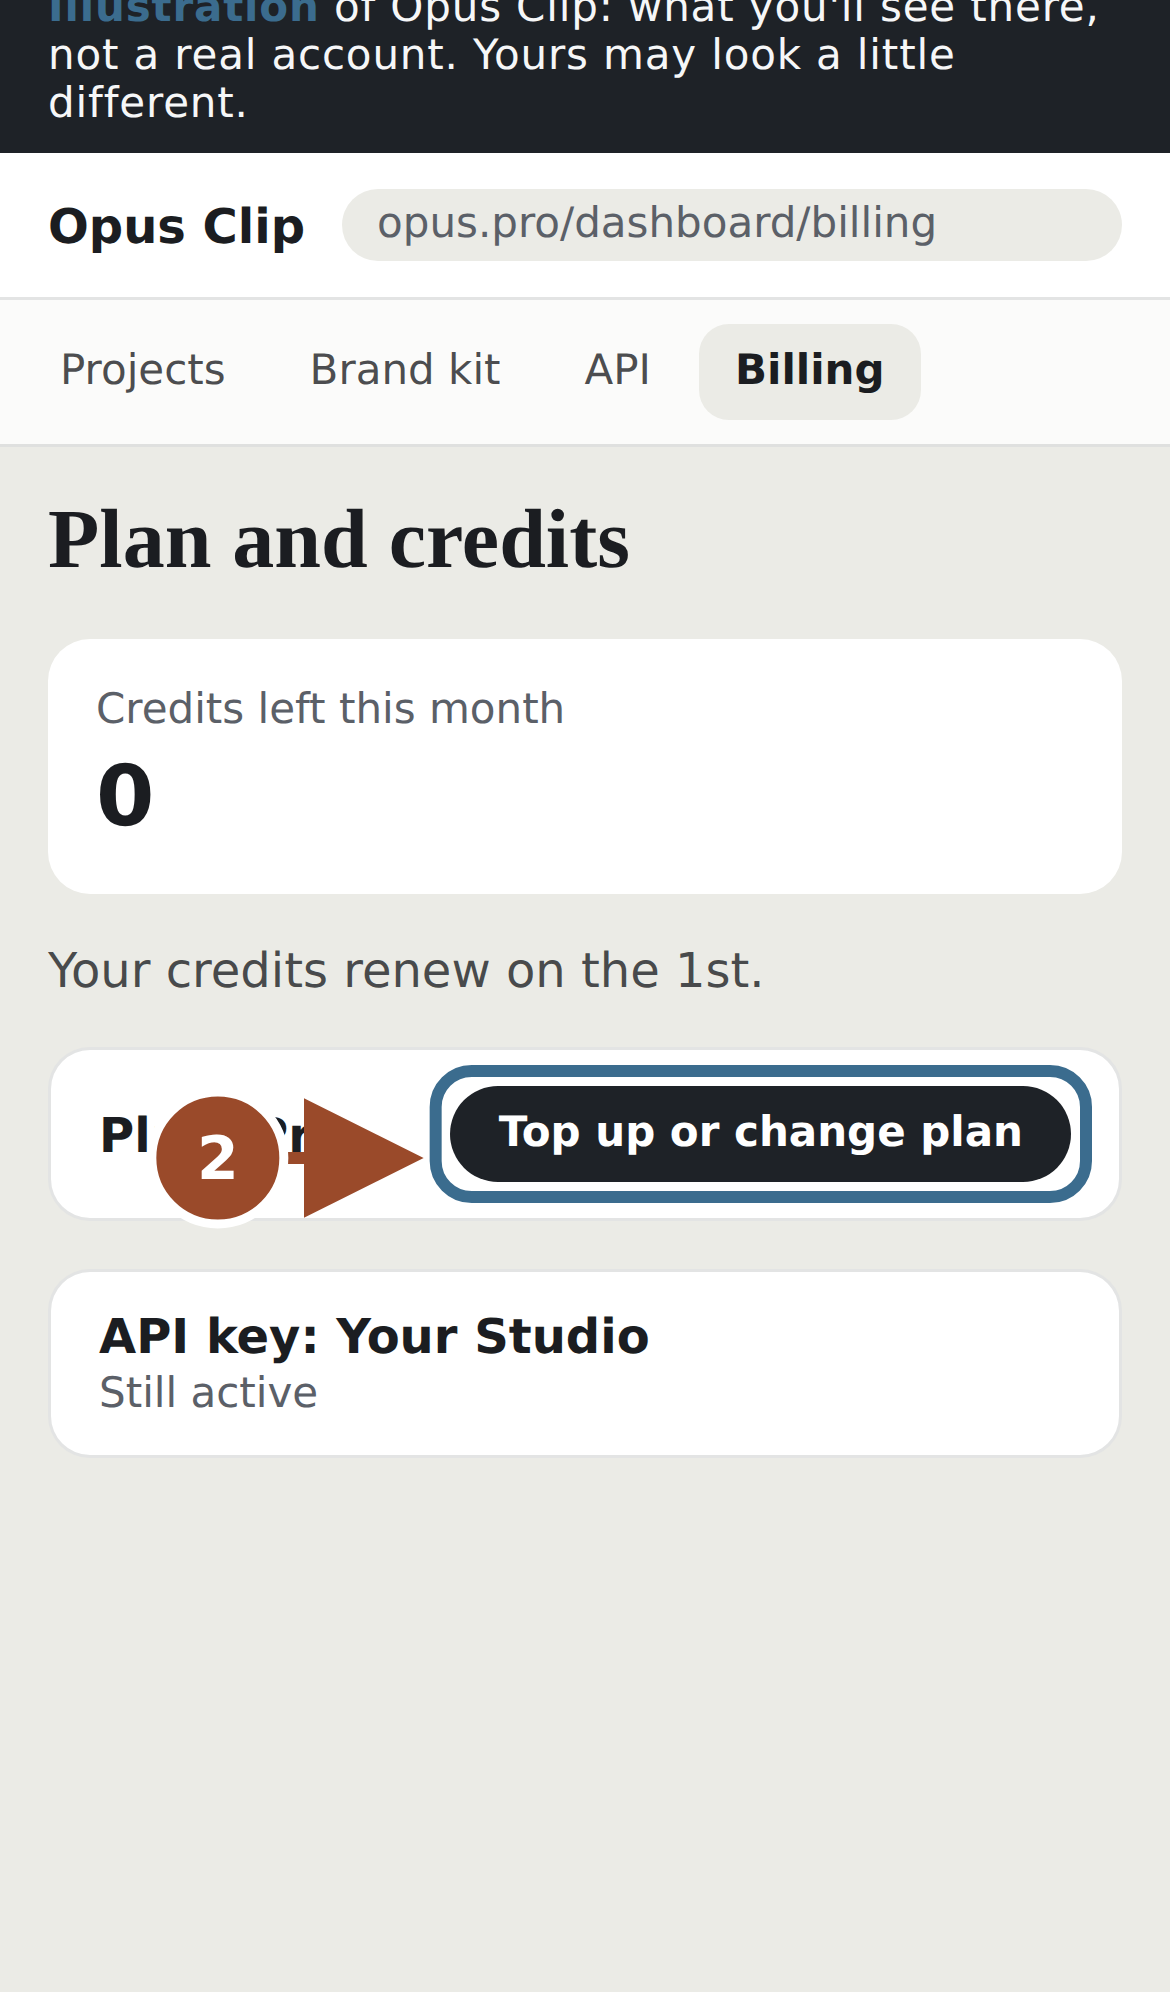 Illustration of Opus Clip: what you'll see there,
not a real account. Yours may look a little
different.
Opus Clip
opus.pro/dashboard/billing
Projects
Brand kit
API
Billing
Plan and credits
Credits left this month
0
Your credits renew on the 1st.
2
Top up or change plan
API key: Your Studio
Still active